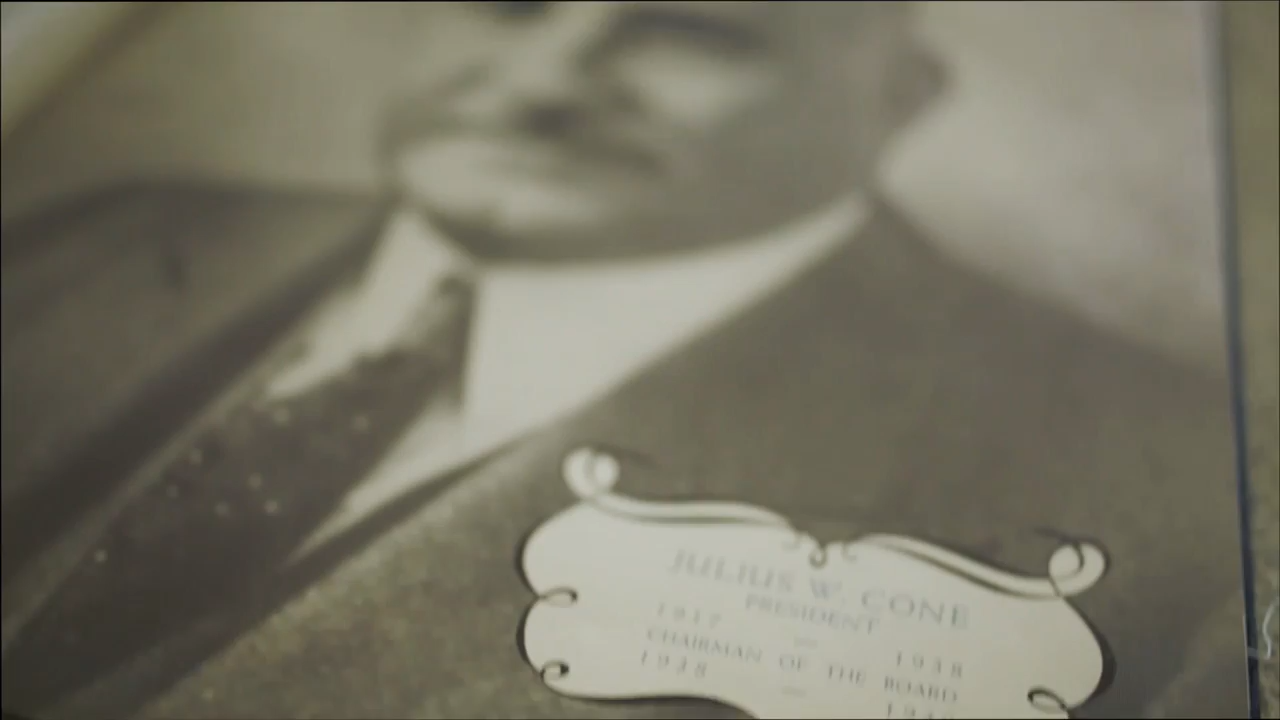 JULIUS W. CONE
PRESIDENT
1917 — 1938
CHAIRMAN OF THE BOARD
1938 —